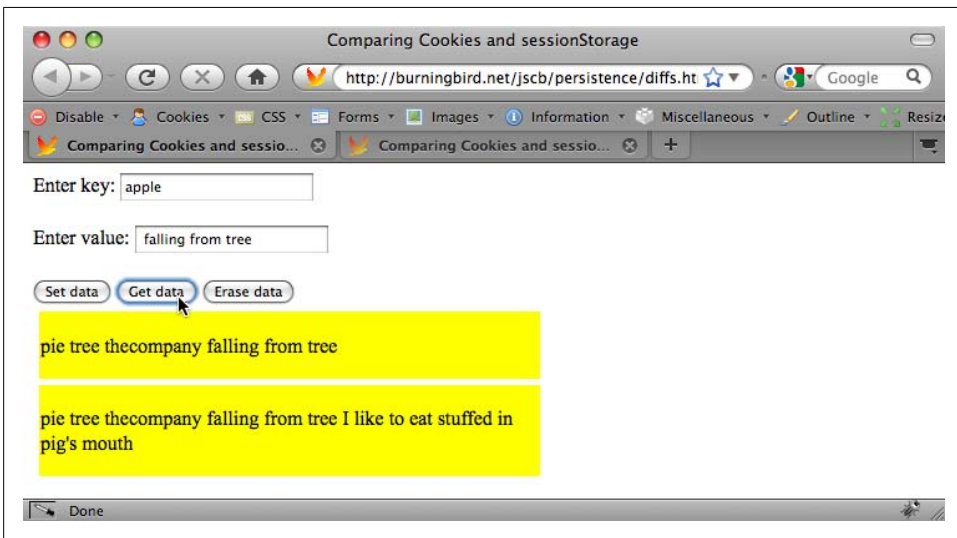 Comparing Cookies and sessionStorage
http://burningbird.net/jscb/persistence/diffs.ht
Google
Disable Cookies CSS Forms Images Information Miscellaneous Outline Resize
Comparing Cookies and sessio... Comparing Cookies and sessio... +
Enter key: apple
Enter value: falling from tree
Set data Get data Erase data
pie tree thecompany falling from tree
pie tree thecompany falling from tree I like to eat stuffed in
pig's mouth
Done